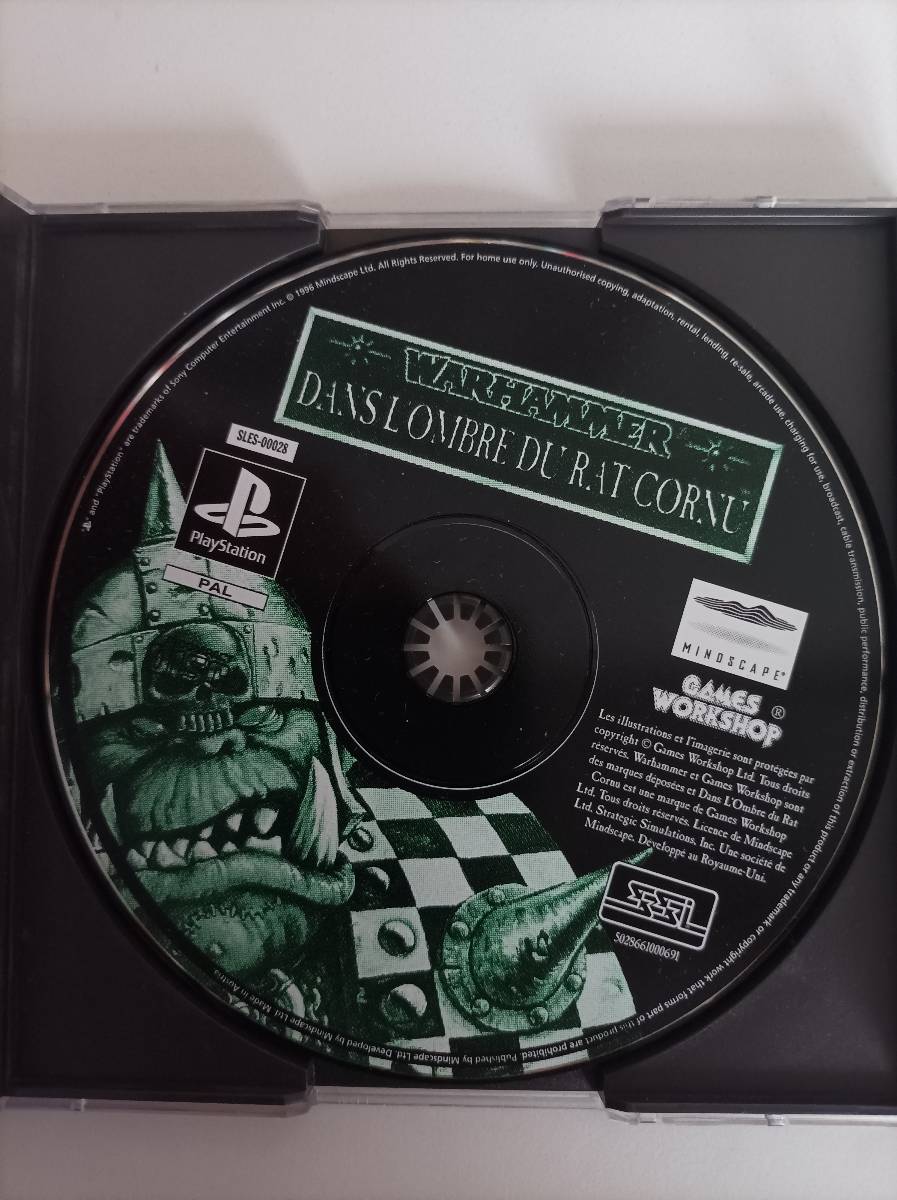 WARHAMMER
DANS L'OMBRE DU RAT CORNU
SLES-00028
PlayStation
PAL
MINDSCAPE®
GAMES
WORKSHOP ®
Les illustrations et l'imagerie sont protégées par
copyright © Games Workshop Ltd. Tous droits
réservés. Warhammer et Games Workshop sont
des marques déposées et Dans L'Ombre du Rat
Cornu est une marque de Games Workshop
Ltd. Tous droits réservés. Licence de Mindscape
Ltd. Strategic Simulations, Inc. Une société de
Mindscape. Developpé au Royaume-Uni.
SSI
S028661000691
and "PlayStation" are trademarks of Sony Computer Entertainment Inc. © 1996 Mindscape Ltd. All Rights Reserved. For home use only. Unauthorised copying, adaptation, rental, lending, re-sale, arcade use, charging for use, broadcast, cable transmission, public performance, distribution or extraction of this product or any trademark or copyright work that forms part of this product are prohibited. Published by Mindscape Ltd. Developed by Mindscape Ltd. Made in Austria